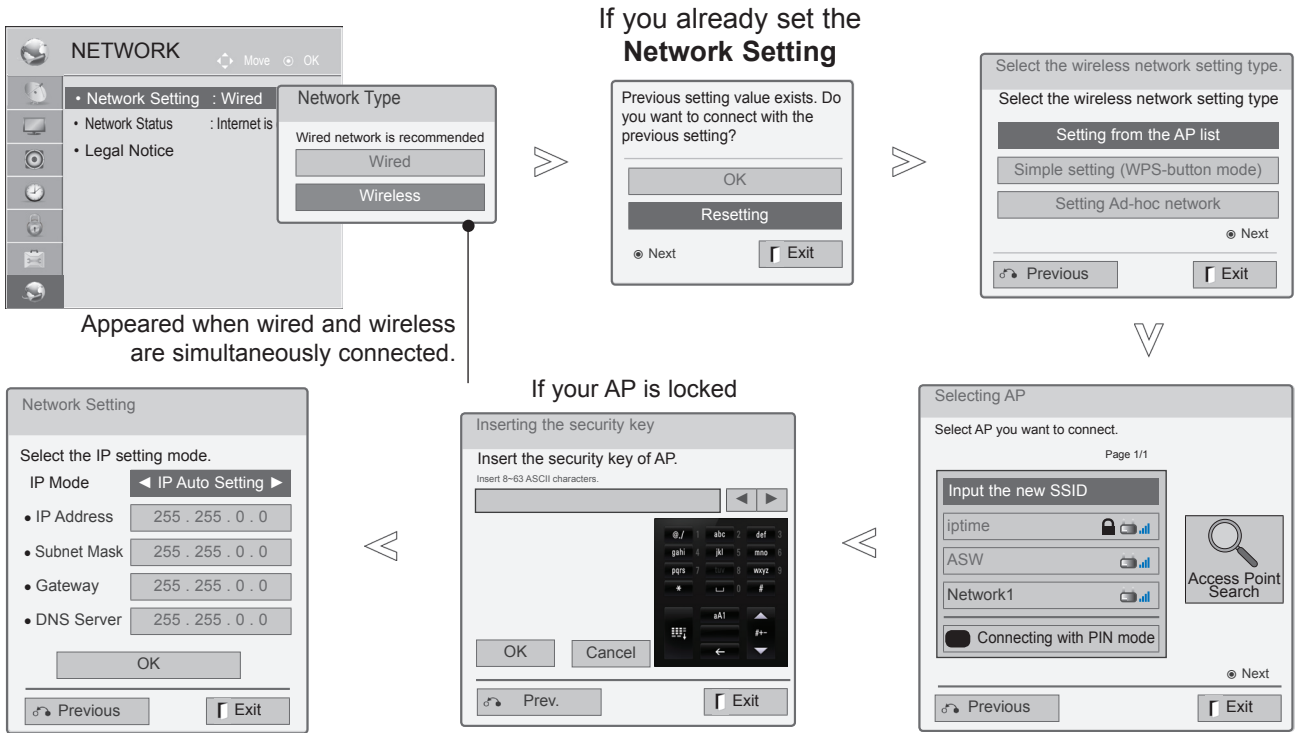 NETWORK
Move ⊙ OK
• Network Setting : Wired
• Network Status : Internet is
• Legal Notice
Network Type
Wired network is recommended
Wired
Wireless
Appeared when wired and wireless
are simultaneously connected.
If you already set the
Network Setting
Previous setting value exists. Do
you want to connect with the
previous setting?
OK
Resetting
⊙ Next
Exit
Select the wireless network setting type.
Select the wireless network setting type
Setting from the AP list
Simple setting (WPS-button mode)
Setting Ad-hoc network
⊙ Next
Previous
Exit
Selecting AP
Select AP you want to connect.
Page 1/1
Input the new SSID
iptime
ASW
Network1
Connecting with PIN mode
Access Point
Search
⊙ Next
Previous
Exit
If your AP is locked
Inserting the security key
Insert the security key of AP.
Insert 8~63 ASCII characters.
◄ ►
@./ 1 abc 2 def 3
gahi 4 jkl 5 mno 6
pqrs 7 tuv 8 wxyz 9
* 0 #
aA1
#+-
OK
Cancel
Prev.
Exit
Network Setting
Select the IP setting mode.
IP Mode ◄ IP Auto Setting ►
• IP Address 255 . 255 . 0 . 0
• Subnet Mask 255 . 255 . 0 . 0
• Gateway 255 . 255 . 0 . 0
• DNS Server 255 . 255 . 0 . 0
OK
Previous
Exit